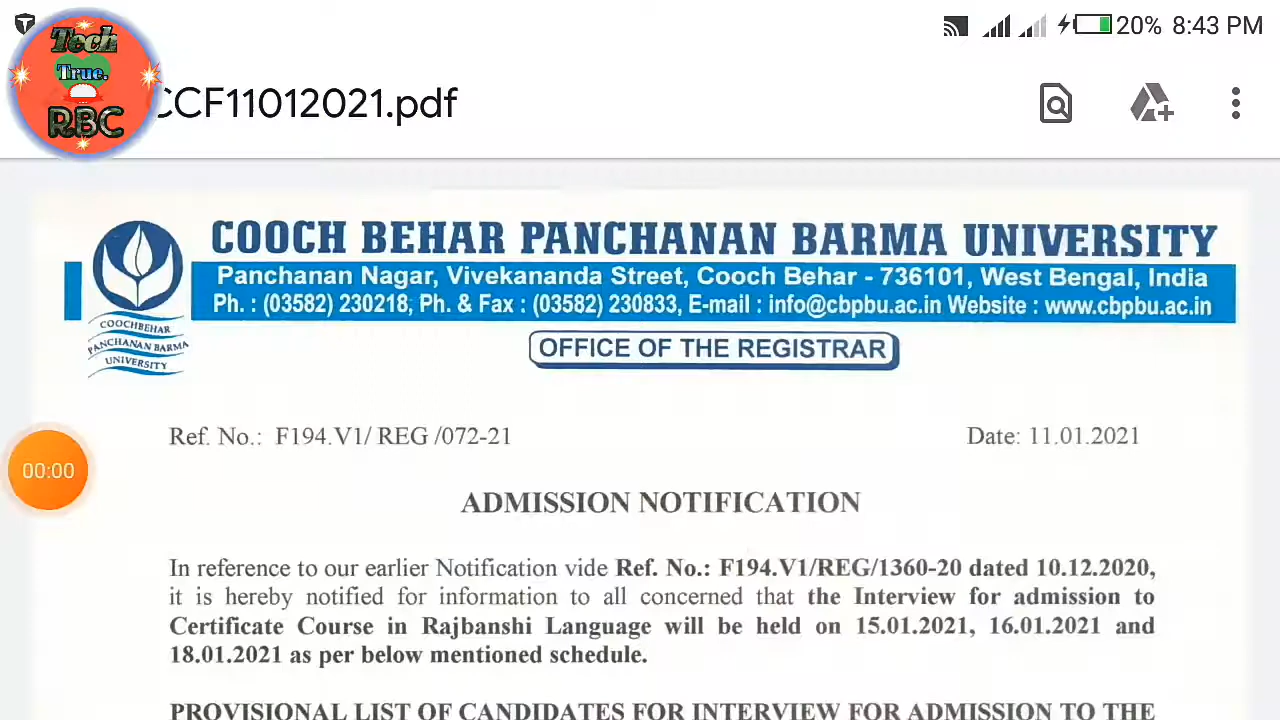 20% 8:43 PM
Tech
True.
RBC
CCF11012021.pdf
COOCH BEHAR PANCHANAN BARMA UNIVERSITY
Panchanan Nagar, Vivekananda Street, Cooch Behar - 736101, West Bengal, India
Ph. : (03582) 230218, Ph. & Fax : (03582) 230833, E-mail : info@cbpbu.ac.in Website : www.cbpbu.ac.in
COOCHBEHAR
PANCHANAN BARMA
UNIVERSITY
OFFICE OF THE REGISTRAR
Ref. No.: F194.V1/ REG /072-21 Date: 11.01.2021
00:00
ADMISSION NOTIFICATION
In reference to our earlier Notification vide Ref. No.: F194.V1/REG/1360-20 dated 10.12.2020,
it is hereby notified for information to all concerned that the Interview for admission to
Certificate Course in Rajbanshi Language will be held on 15.01.2021, 16.01.2021 and
18.01.2021 as per below mentioned schedule.
PROVISIONAL LIST OF CANDIDATES FOR INTERVIEW FOR ADMISSION TO THE